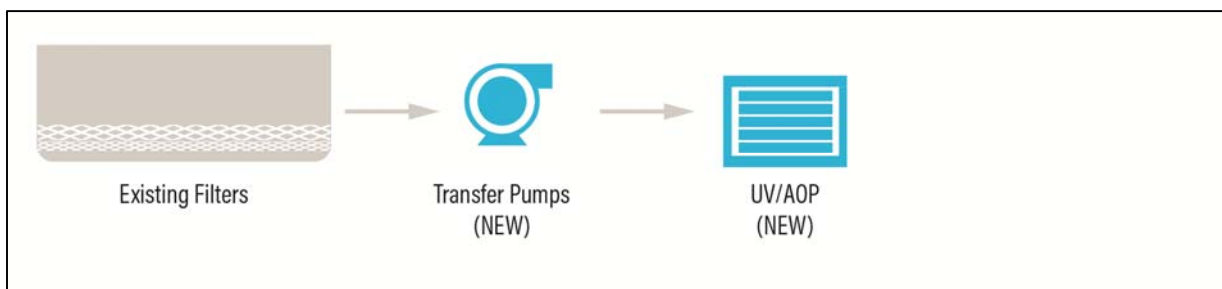 Existing Filters
Transfer Pumps
(NEW)
UV/AOP
(NEW)